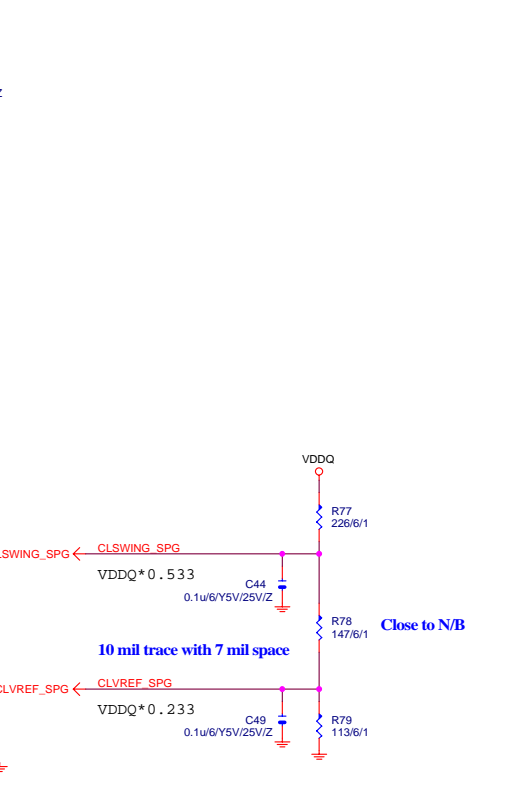 VDDQ
R77
226/6/1
CLSWING_SPG
CLSWING_SPG
VDDQ*0.533
C44
0.1u/6/Y5V/25V/Z
R78
147/6/1
Close to N/B
10 mil trace with 7 mil space
CLVREF_SPG
CLVREF_SPG
VDDQ*0.233
C49
0.1u/6/Y5V/25V/Z
R79
113/6/1